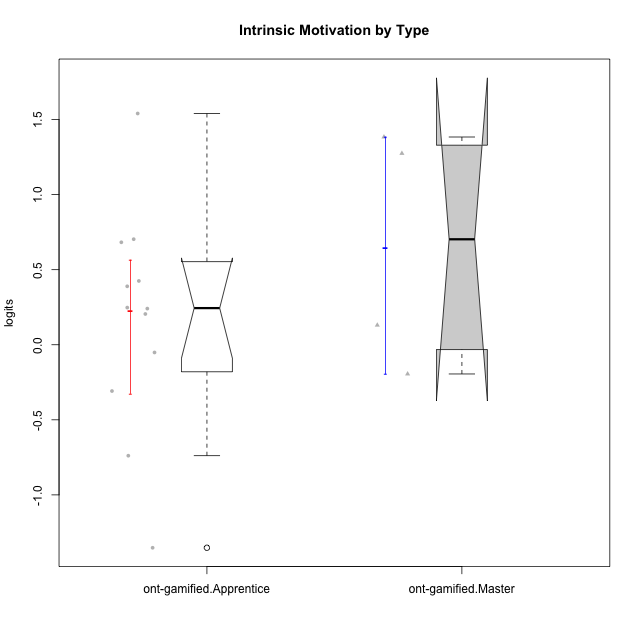 Intrinsic Motivation by Type
logits
1.5
1.0
0.5
0.0
-0.5
-1.0
ont-gamified.Apprentice
ont-gamified.Master